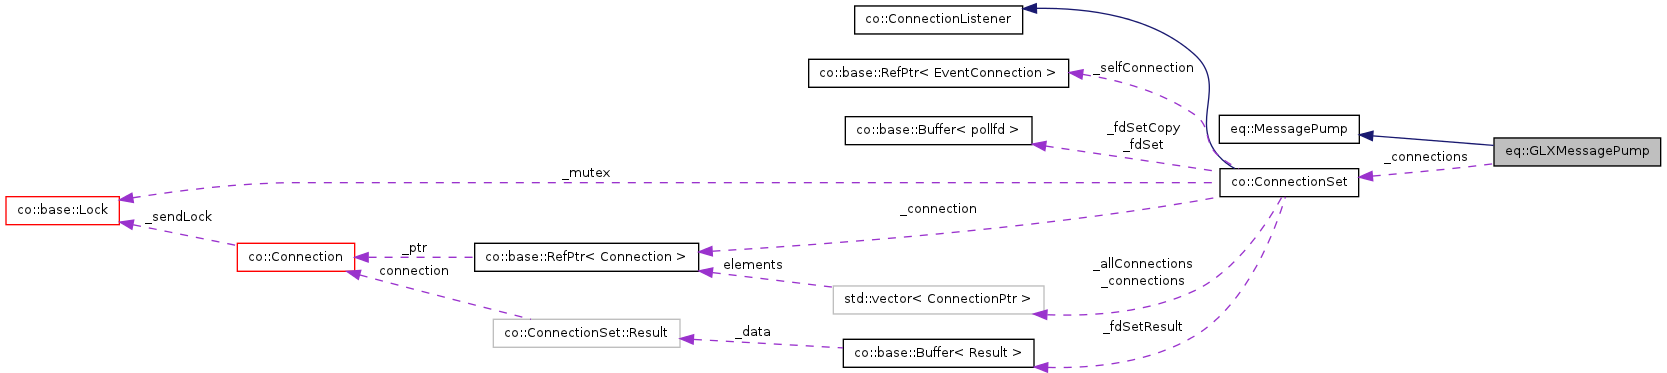 co::ConnectionListener
co::base::RefPtr< EventConnection >
_selfConnection
co::base::Buffer< pollfd >
_fdSetCopy
_fdSet
eq::MessagePump
eq::GLXMessagePump
_connections
_mutex
co::ConnectionSet
co::base::Lock
_sendLock
_connection
co::Connection
_ptr
co::base::RefPtr< Connection >
connection
elements
_allConnections
_connections
std::vector< ConnectionPtr >
co::ConnectionSet::Result
_data
_fdSetResult
co::base::Buffer< Result >